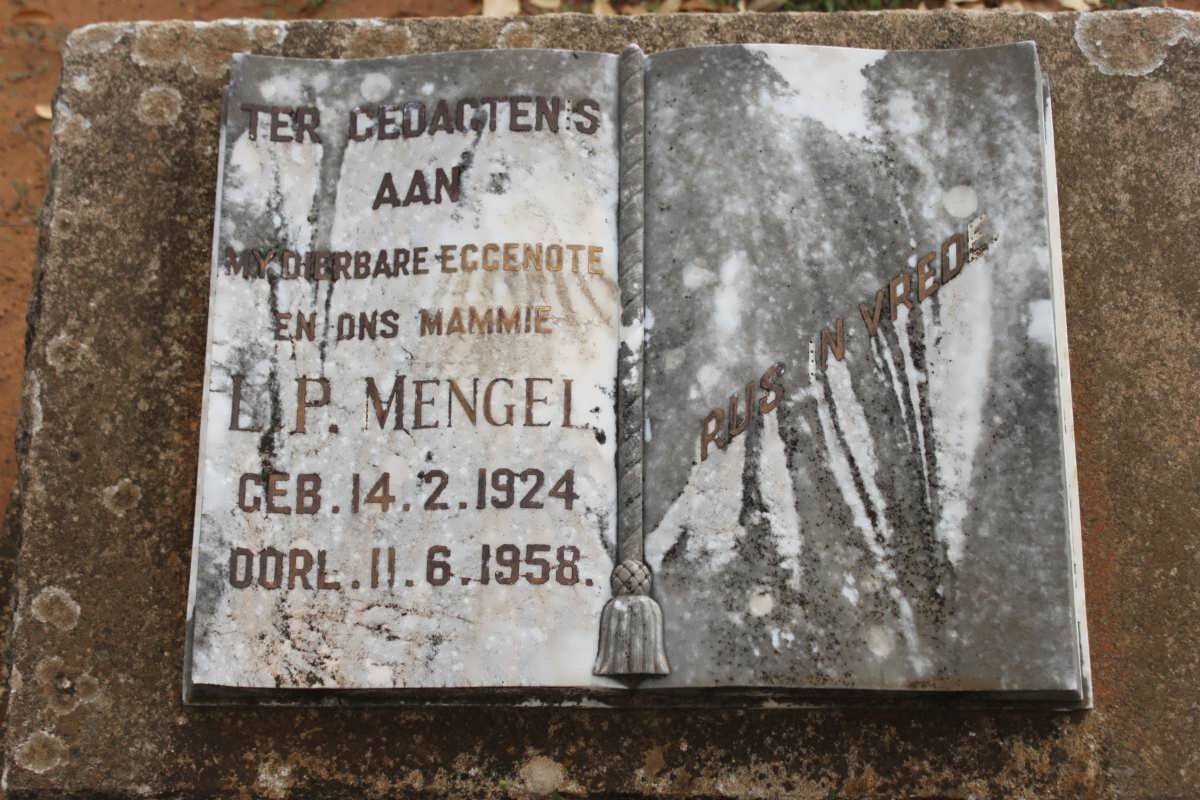 TER GEDAGTENIS
AAN
MY DIERBARE EGGENOTE
EN ONS MAMMIE
L. P. MENGEL
GEB. 14. 2. 1924
OORL. 11. 6. 1958.
RUS IN VREDE